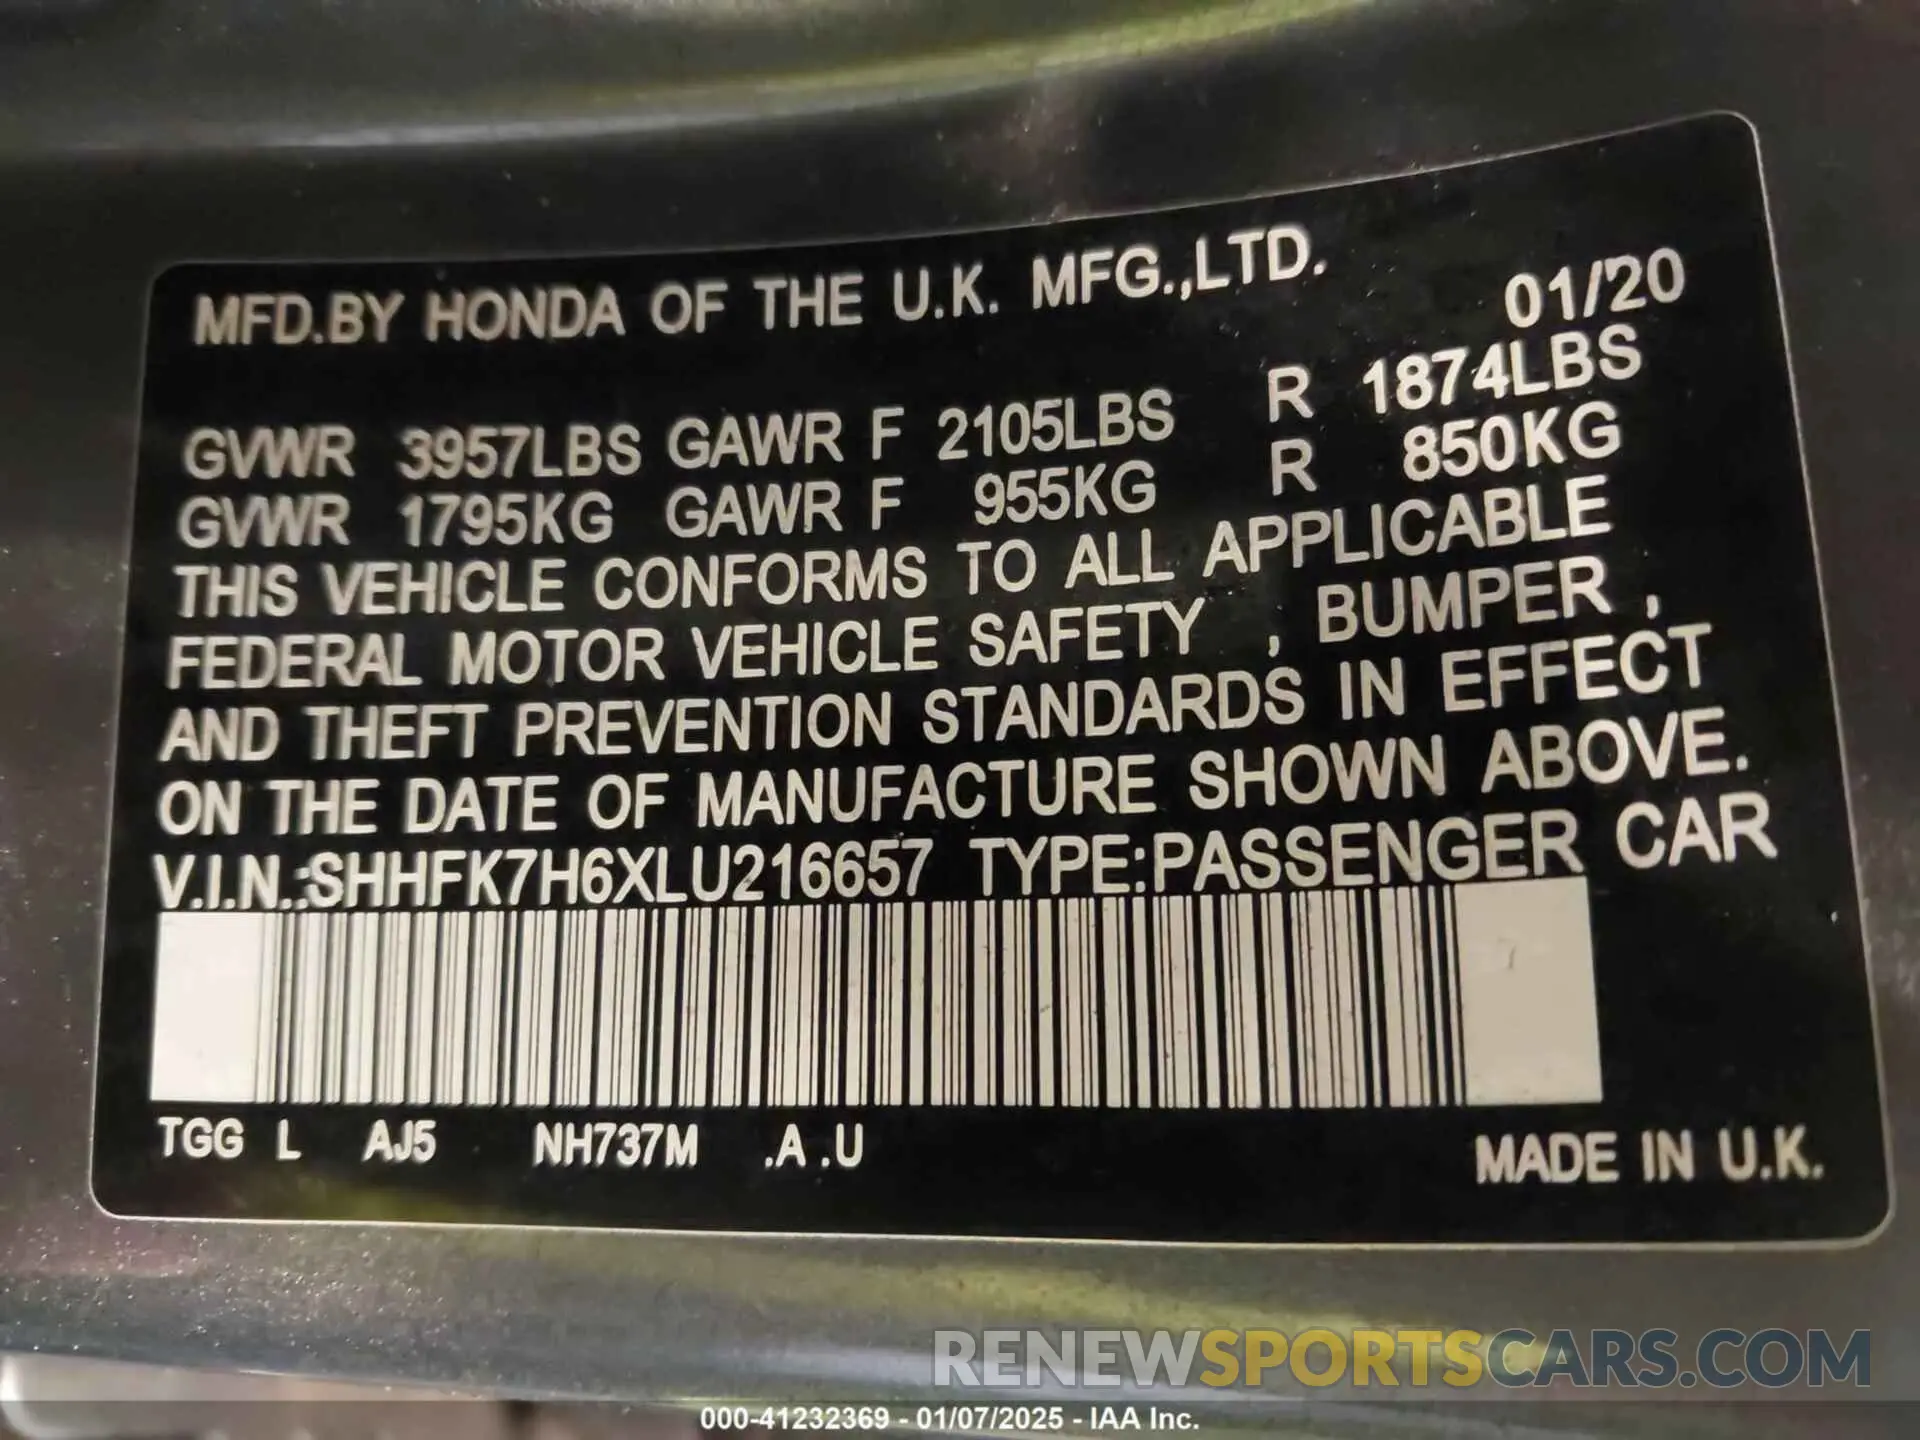 MFD.BY HONDA OF THE U.K. MFG.,LTD. 01/20
GVWR 3957LBS GAWR F 2105LBS R 1874LBS
GVWR 1795KG GAWR F 955KG R 850KG
THIS VEHICLE CONFORMS TO ALL APPLICABLE
FEDERAL MOTOR VEHICLE SAFETY , BUMPER ,
AND THEFT PREVENTION STANDARDS IN EFFECT
ON THE DATE OF MANUFACTURE SHOWN ABOVE.
V.I.N.:SHHFK7H6XLU216657 TYPE:PASSENGER CAR
TGG L AJ5 NH737M .A .U
MADE IN U.K.
RENEWSPORTSCARS.COM
000-41232369 - 01/07/2025 - IAA Inc.